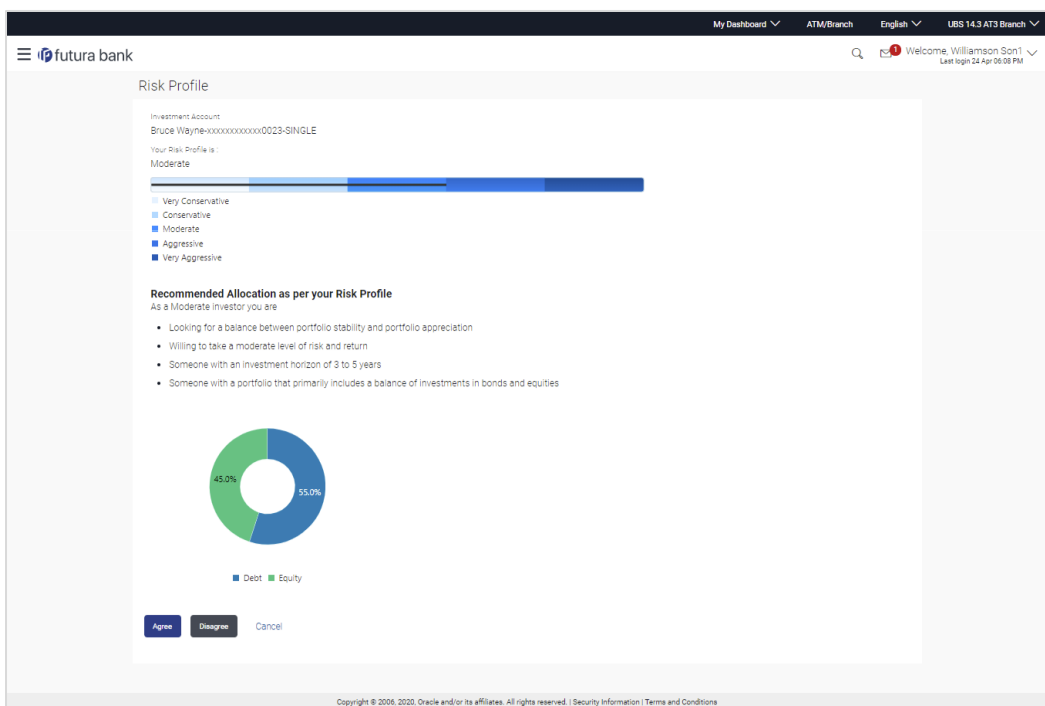 My Dashboard ATM/Branch English UBS 14.3 AT3 Branch
futura bank
1 Welcome, Williamson Son1
Last login 24 Apr 06:08 PM
Risk Profile
Investment Account
Bruce Wayne-xxxxxxxxxxxx0023-SINGLE
Your Risk Profile is :
Moderate
Very Conservative
Conservative
Moderate
Aggressive
Very Aggressive
Recommended Allocation as per your Risk Profile
As a Moderate investor you are
• Looking for a balance between portfolio stability and portfolio appreciation
• Willing to take a moderate level of risk and return
• Someone with an investment horizon of 3 to 5 years
• Someone with a portfolio that primarily includes a balance of investments in bonds and equities
45.0%
55.0%
Debt Equity
Agree Disagree Cancel
Copyright © 2006, 2020, Oracle and/or its affiliates. All rights reserved. | Security Information | Terms and Conditions